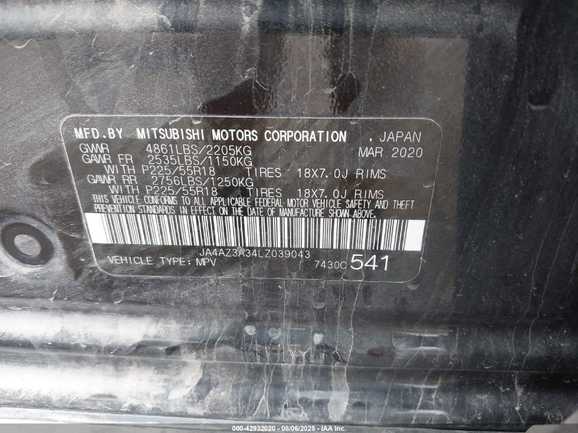 MFD.BY MITSUBISHI MOTORS CORPORATION , JAPAN
GVWR 4861LBS/2205KG MAR 2020
GAWR FR 2535LBS/1150KG
WITH P225/55R18 TIRES 18X7.0J RIMS
GAWR RR 2756LBS/1250KG
WITH P225/55R18 TIRES 18X7.0J RIMS
THIS VEHICLE CONFORMS TO ALL APPLICABLE FEDERAL MOTOR VEHICLE SAFETY AND THEFT
PREVENTION STANDARDS IN EFFECT ON THE DATE OF MANUFACTURE SHOWN ABOVE.
JA4AZ3A34LZ039043
VEHICLE TYPE: MPV 7430C 541
000-42932020 - 08/06/2025 - IAA Inc.